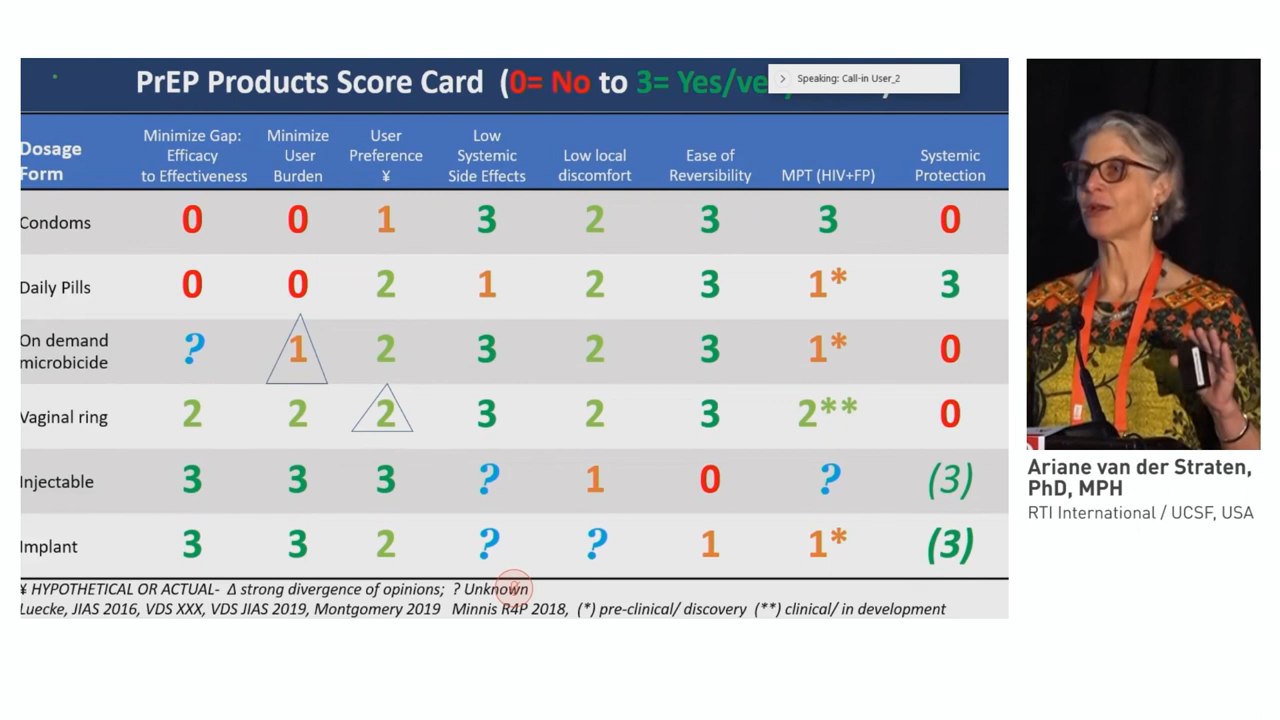 PrEP Products Score Card (0= No to 3= Yes/ve
Speaking: Call-in User_2
Dosage Form
Minimize Gap: Efficacy to Effectiveness
Minimize User Burden
User Preference ¥
Low Systemic Side Effects
Low local discomfort
Ease of Reversibility
MPT (HIV+FP)
Systemic Protection
Condoms 0 0 1 3 2 3 3 0
Daily Pills 0 0 2 1 2 3 1* 3
On demand microbicide ? 1 2 3 2 3 1* 0
Vaginal ring 2 2 2 3 2 3 2** 0
Injectable 3 3 3 ? 1 0 ? (3)
Implant 3 3 2 ? ? 1 1* (3)
¥ HYPOTHETICAL OR ACTUAL- Δ strong divergence of opinions; ? Unknown
Luecke, JIAS 2016, VDS XXX, VDS JIAS 2019, Montgomery 2019 Minnis R4P 2018, (*) pre-clinical/ discovery (**) clinical/ in development
Ariane van der Straten,
PhD, MPH
RTI International / UCSF, USA